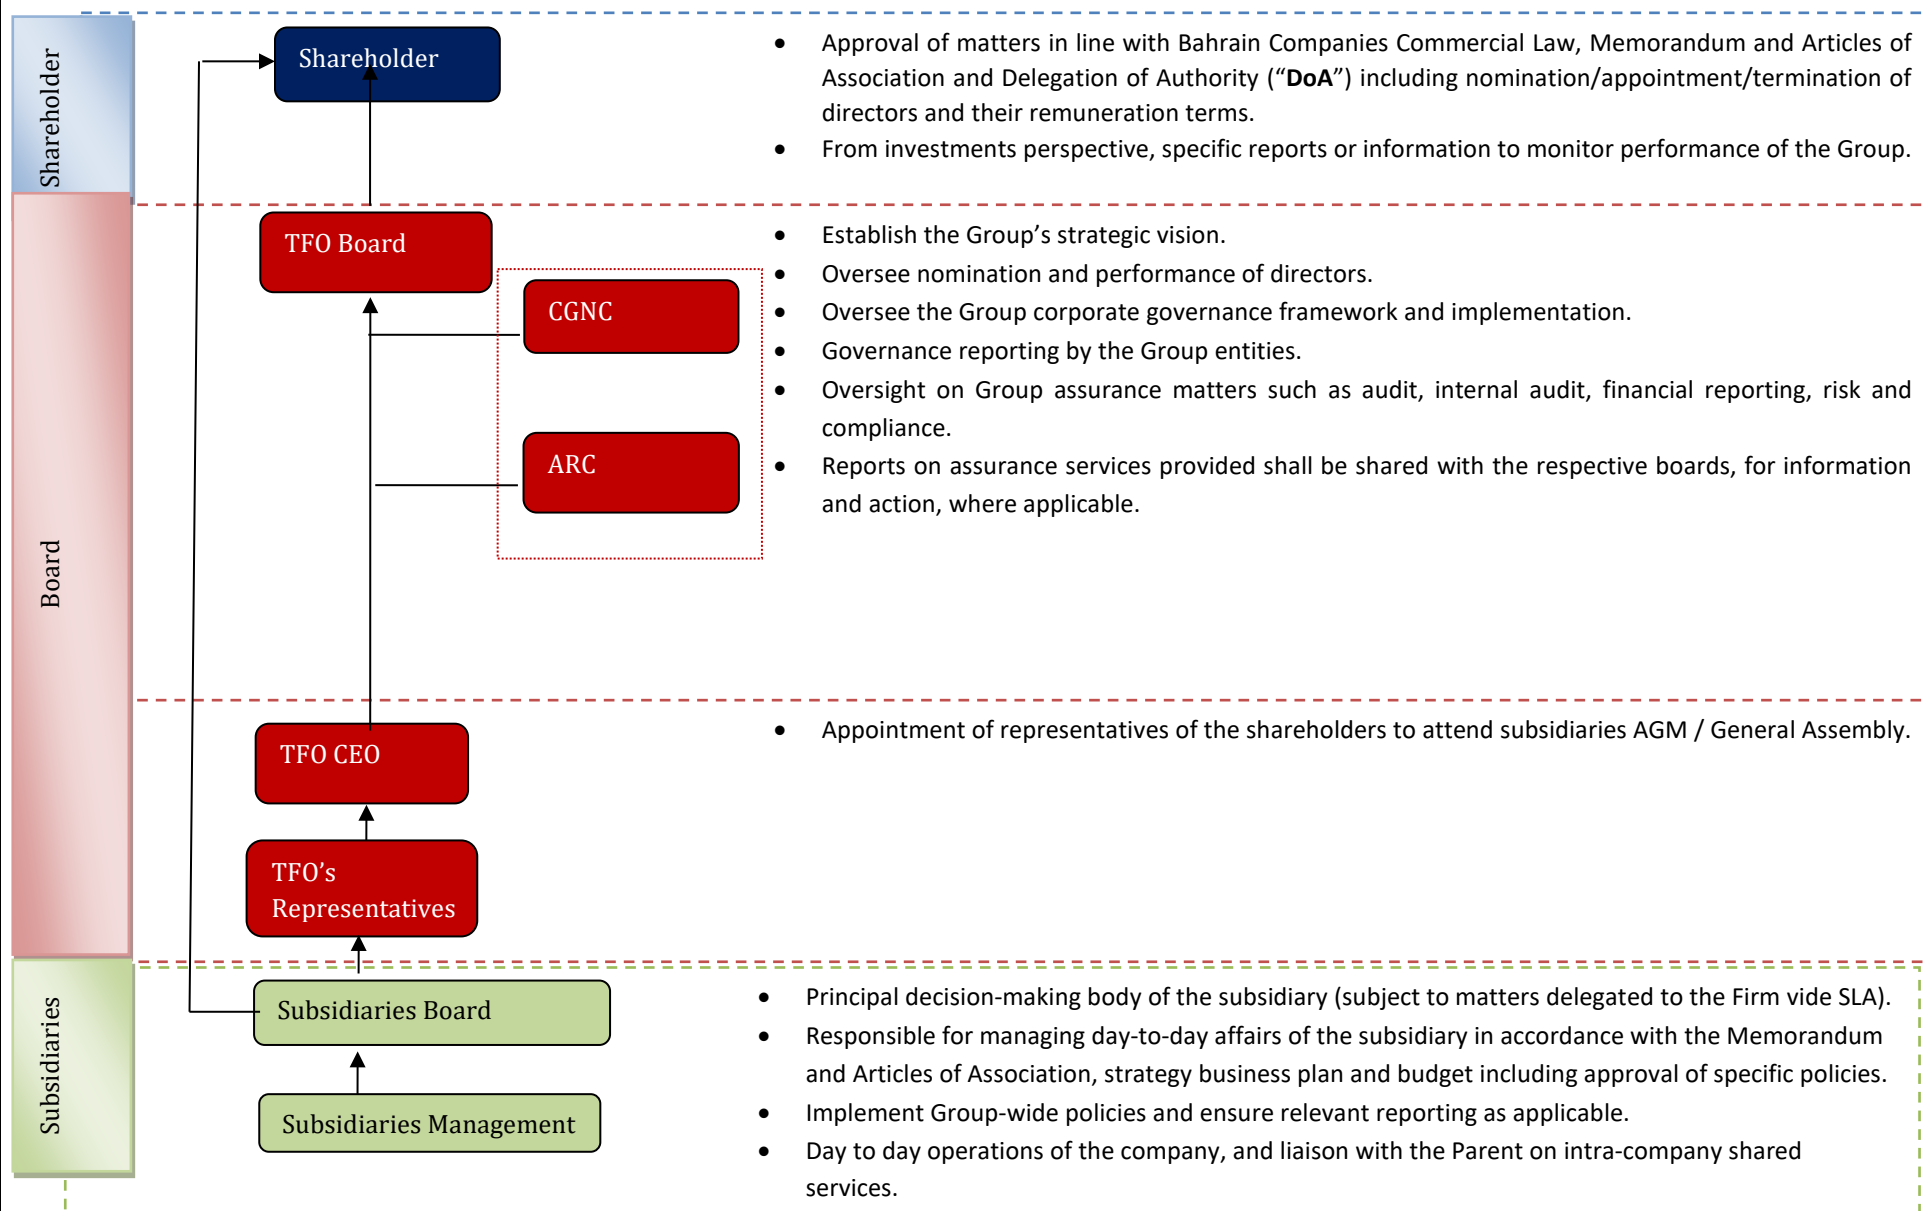 Shareholder
Shareholder
• Approval of matters in line with Bahrain Companies Commercial Law, Memorandum and Articles of
Association and Delegation of Authority (“DoA”) including nomination/appointment/termination of
directors and their remuneration terms.
• From investments perspective, specific reports or information to monitor performance of the Group.
Board
TFO Board
CGNC
ARC
• Establish the Group’s strategic vision.
• Oversee nomination and performance of directors.
• Oversee the Group corporate governance framework and implementation.
• Governance reporting by the Group entities.
• Oversight on Group assurance matters such as audit, internal audit, financial reporting, risk and
compliance.
• Reports on assurance services provided shall be shared with the respective boards, for information
and action, where applicable.
TFO CEO
• Appointment of representatives of the shareholders to attend subsidiaries AGM / General Assembly.
TFO’s
Representatives
Subsidiaries
Subsidiaries Board
Subsidiaries Management
• Principal decision-making body of the subsidiary (subject to matters delegated to the Firm vide SLA).
• Responsible for managing day-to-day affairs of the subsidiary in accordance with the Memorandum
and Articles of Association, strategy business plan and budget including approval of specific policies.
• Implement Group-wide policies and ensure relevant reporting as applicable.
• Day to day operations of the company, and liaison with the Parent on intra-company shared
services.